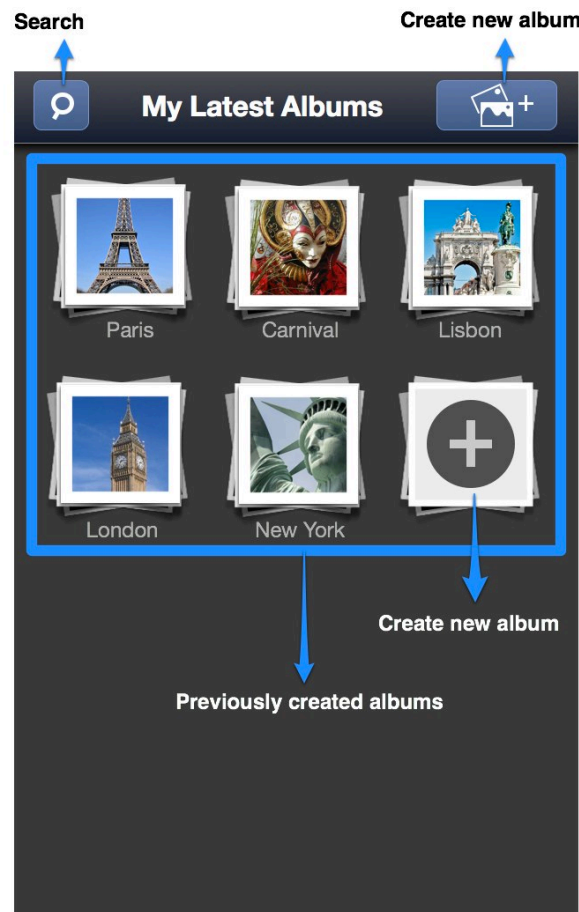 Search
Create new album
My Latest Albums
+
Paris
Carnival
Lisbon
London
New York
+
Create new album
Previously created albums